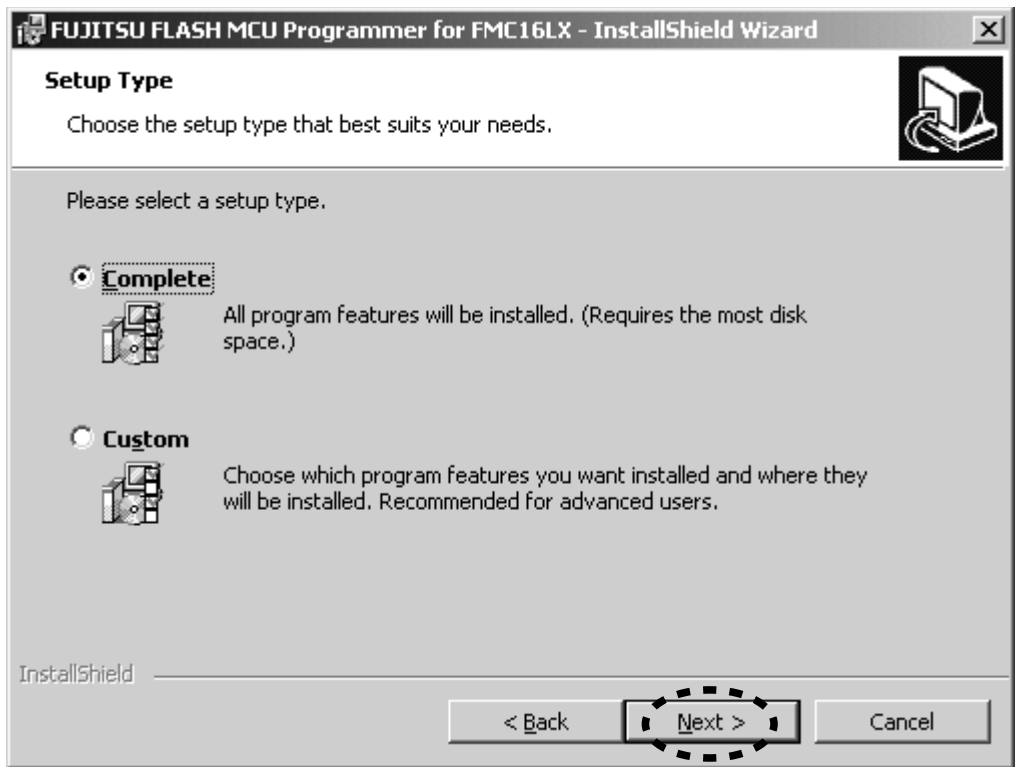 FUJITSU FLASH MCU Programmer for FMC16LX - InstallShield Wizard
Setup Type
Choose the setup type that best suits your needs.
Please select a setup type.
Complete
All program features will be installed. (Requires the most disk
space.)
Custom
Choose which program features you want installed and where they
will be installed. Recommended for advanced users.
InstallShield
< Back
Next >
Cancel